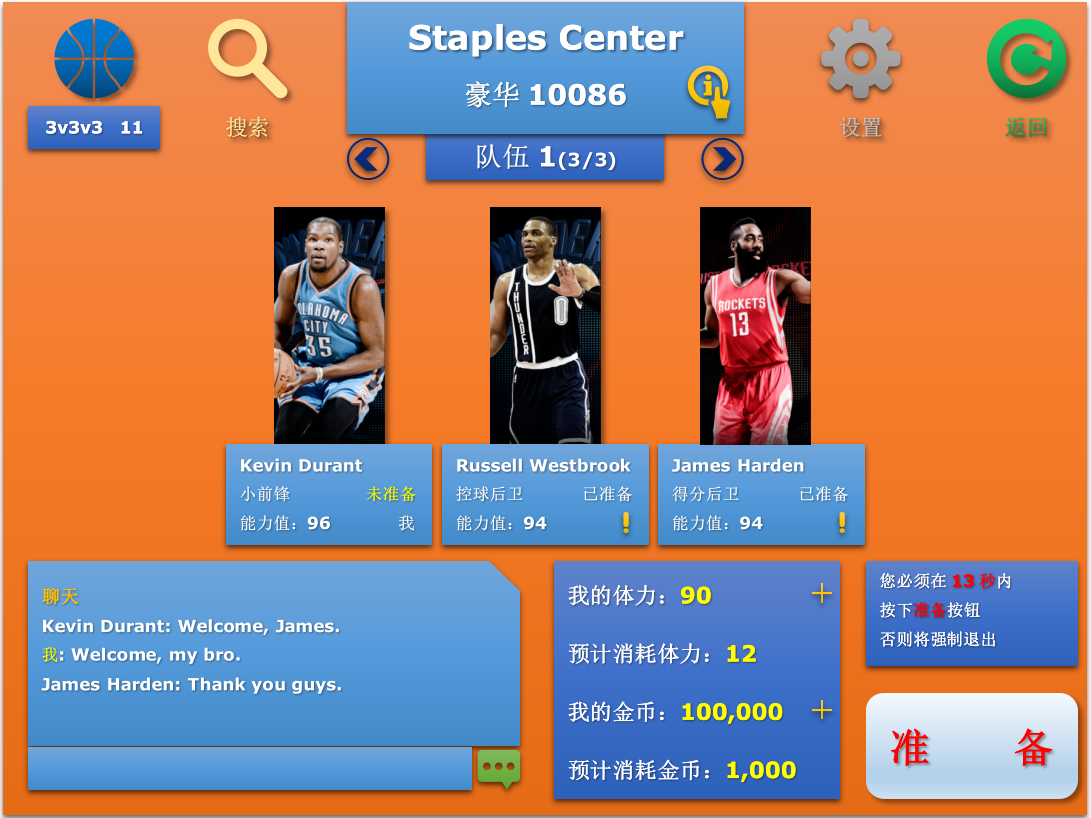 Staples Center
豪华 10086
3v3v3 11
搜索
设置
返回
队伍 1(3/3)
OKLAHOMA
CITY
35
THUNDER
0
ROCKETS
13
Kevin Durant
小前锋 未准备
能力值：96 我
Russell Westbrook
控球后卫 已准备
能力值：94
James Harden
得分后卫 已准备
能力值：94
聊天
Kevin Durant: Welcome, James.
我: Welcome, my bro.
James Harden: Thank you guys.
我的体力：90
预计消耗体力：12
我的金币：100,000
预计消耗金币：1,000
您必须在 13 秒内
按下准备按钮
否则将强制退出
准 备